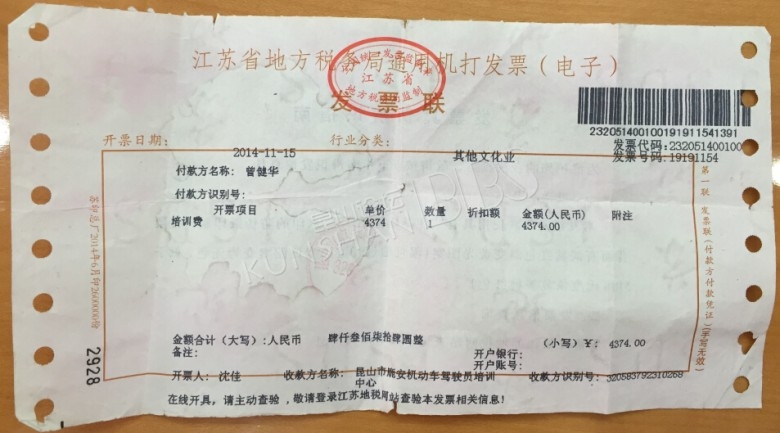 江苏省地方税务局通用机打发票（电子）
江苏省
地方税务局监制
发票联
232051400100191911541391
发票代码:232051400100
发票号码:19191154
开票日期: 2014-11-15 行业分类: 其他文化业
付款方名称: 曾健华
付款方识别号:
开票项目 单价 数量 折扣额 金额(人民币) 附注
培训费 4374 1 4374.00
KUNSHAN BBS
金额合计（大写）:人民币 肆仟叁佰柒拾肆圆整 (小写)¥: 4374.00
备注: 开户银行:
开户账号:
开票人: 沈佳 收款方名称: 昆山市鹿安机动车驾驶员培训中心 收款方识别号: 320583792310268
在线开具，请主动查验，敬请登录江苏地税网站查验本发票相关信息！
第一联 发票联(付款方付款凭证)(手写无效)
2928